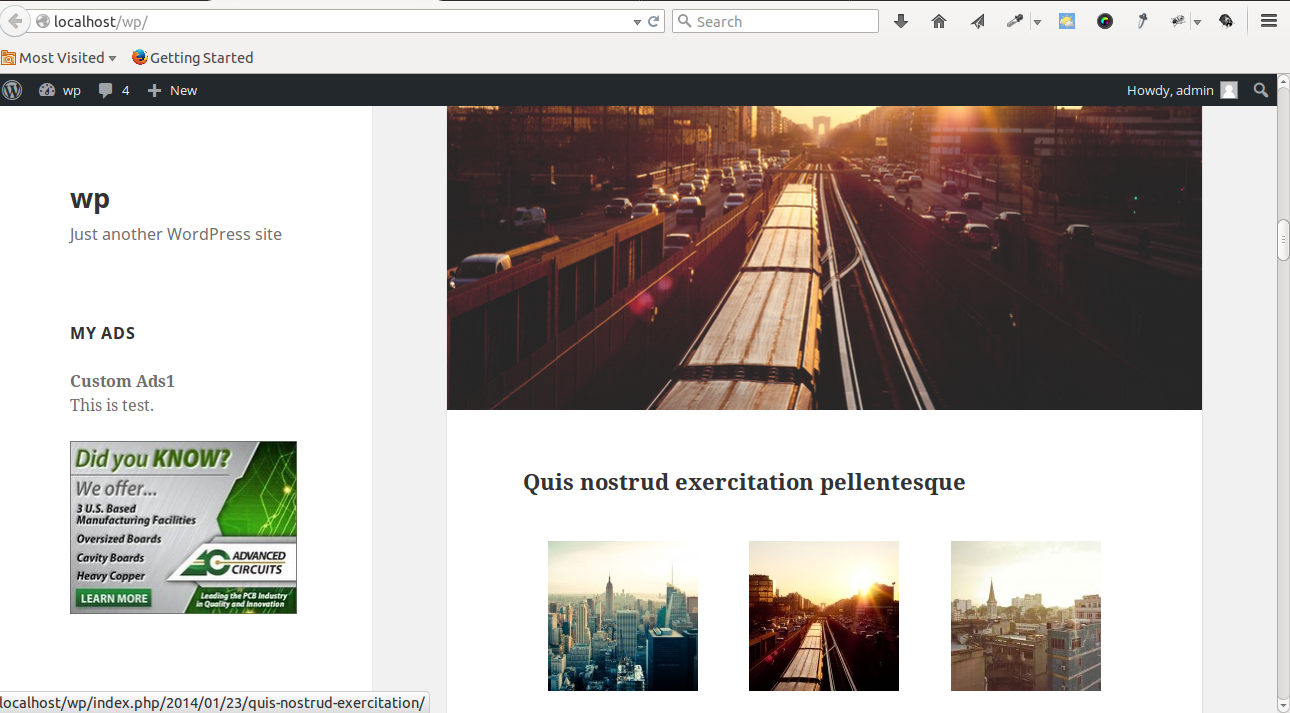 localhost/wp/
Search
Most Visited
Getting Started
wp
4
New
Howdy, admin
wp
Just another WordPress site
MY ADS
Custom Ads1
This is test.
Did you KNOW?
We offer...
3 U.S. Based
Manufacturing Facilities
Oversized Boards
Cavity Boards
Heavy Copper
LEARN MORE
ADVANCED
CIRCUITS
Leading the PCB Industry
in Quality and Innovation
Quis nostrud exercitation pellentesque
localhost/wp/index.php/2014/01/23/quis-nostrud-exercitation/